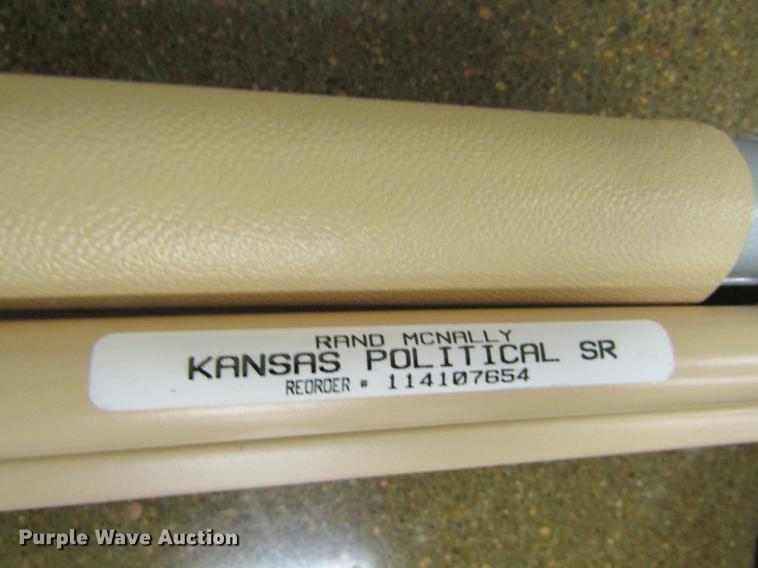 RAND MCNALLY
KANSAS POLITICAL SR
REORDER # 114107654
Purple Wave Auction